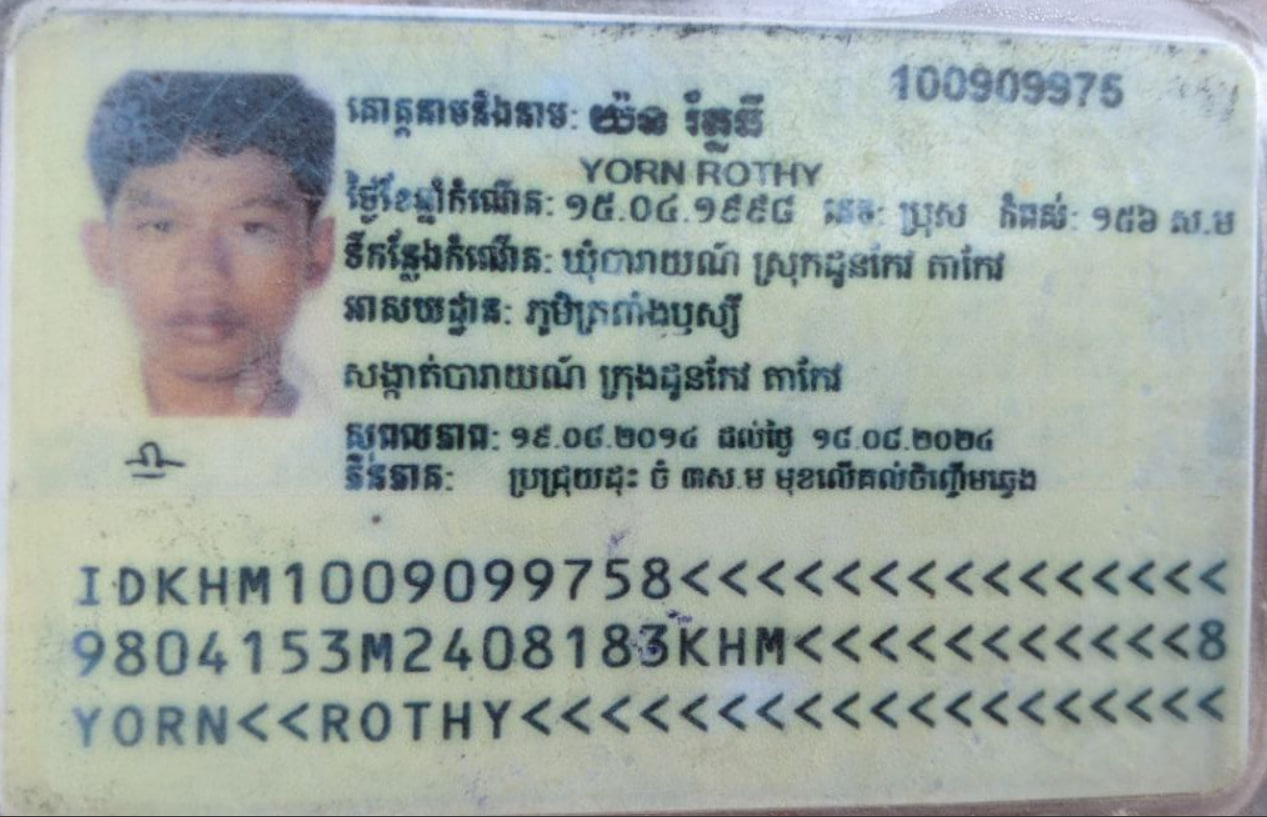 100909975
គោត្តនាមនិងនាម: យ៉ន រ័ត្នធី
YORN ROTHY
ថ្ងៃខែឆ្នាំកំណើត: ១៥.០៤.១៩៩៨ ភេទ: ប្រុស កំពស់: ១៥៦ ស.ម
ទីកន្លែងកំណើត: ឃុំបារាយណ៍ ស្រុកដូនកែវ តាកែវ
អាសយដ្ឋាន: ភូមិត្រពាំងឫស្សី
សង្កាត់បារាយណ៍ ក្រុងដូនកែវ តាកែវ
សុពលភាព: ១៩.០៨.២០១៤ ដល់ថ្ងៃ ១៨.០៨.២០២៤
ភិនភាគ: ប្រជ្រុយដុះ ចំ ៣ស.ម មុខលើគល់ចិញ្ចើមឆ្វេង
IDKHM1009099758<<<<<<<<<<<<<<<
9804153M2408183KHM<<<<<<<<<<<8
YORN<<ROTHY<<<<<<<<<<<<<<<<<<<